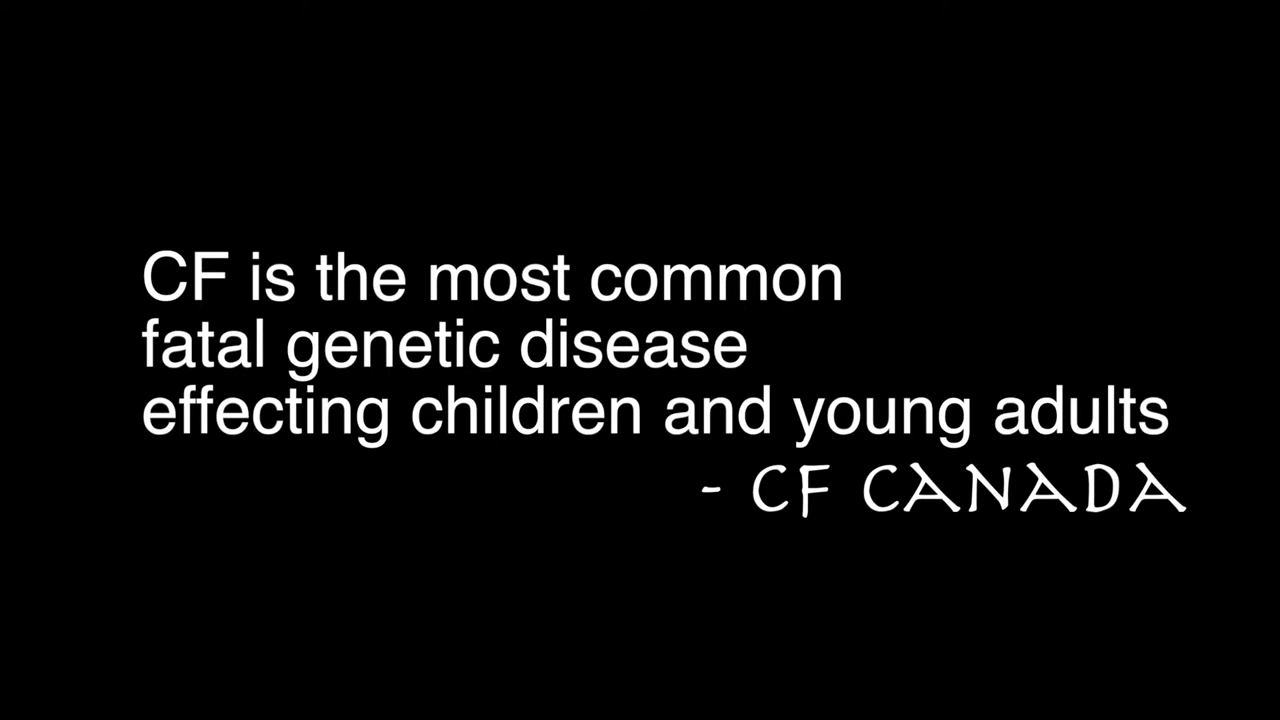 CF is the most common
fatal genetic disease
effecting children and young adults
- CF CANADA